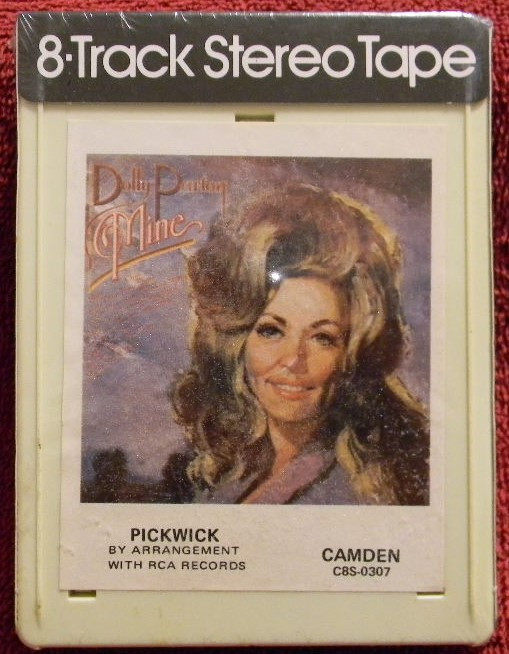 8·Track Stereo Tape
Dolly Parton
Mine
PICKWICK
BY ARRANGEMENT
WITH RCA RECORDS
CAMDEN
C8S-0307